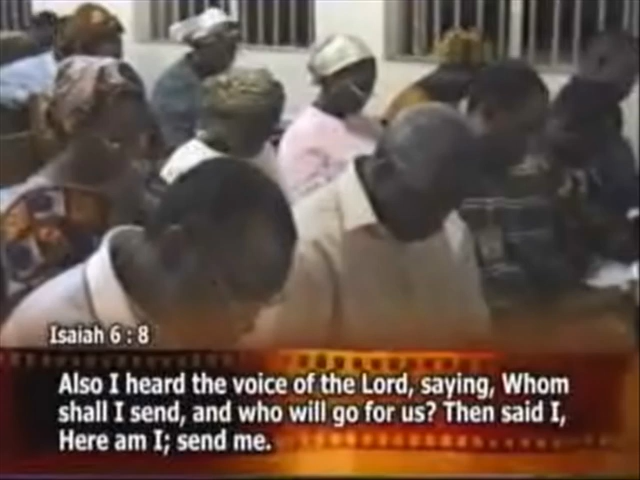 Isaiah 6 : 8
Also I heard the voice of the Lord, saying, Whom
shall I send, and who will go for us? Then said I,
Here am I; send me.